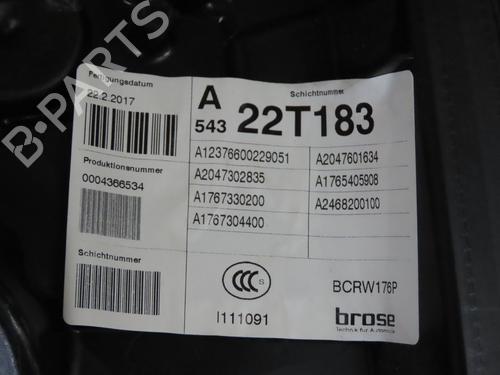 B-PARTS
Fertigungsdatum
22.2.2017
Produktionsnummer
0004366534
Schichtnummer
A
543
Schichtnummer
22T183
A12376600229051 A2047601634
A2047302835 A1765405908
A1767330200 A2468200100
A1767304400
CCC S
I111091
BCRW176P
brose
Technik für Automobile